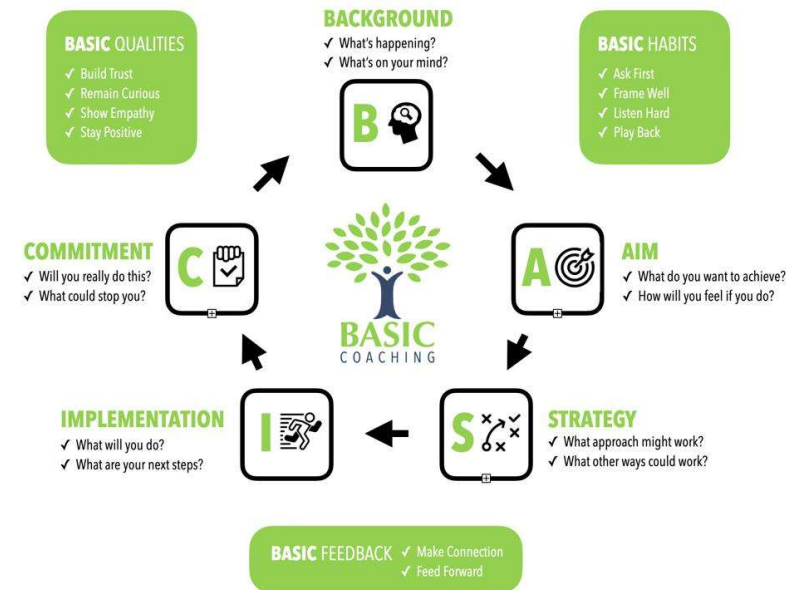 BACKGROUND
✓ What's happening?
✓ What's on your mind?
B
BASIC QUALITIES
✓ Build Trust
✓ Remain Curious
✓ Show Empathy
✓ Stay Positive
BASIC HABITS
✓ Ask First
✓ Frame Well
✓ Listen Hard
✓ Play Back
COMMITMENT
✓ Will you really do this?
✓ What could stop you?
C
BASIC
COACHING
A
AIM
✓ What do you want to achieve?
✓ How will you feel if you do?
IMPLEMENTATION
✓ What will you do?
✓ What are your next steps?
I
S
STRATEGY
✓ What approach might work?
✓ What other ways could work?
BASIC FEEDBACK ✓ Make Connection
✓ Feed Forward